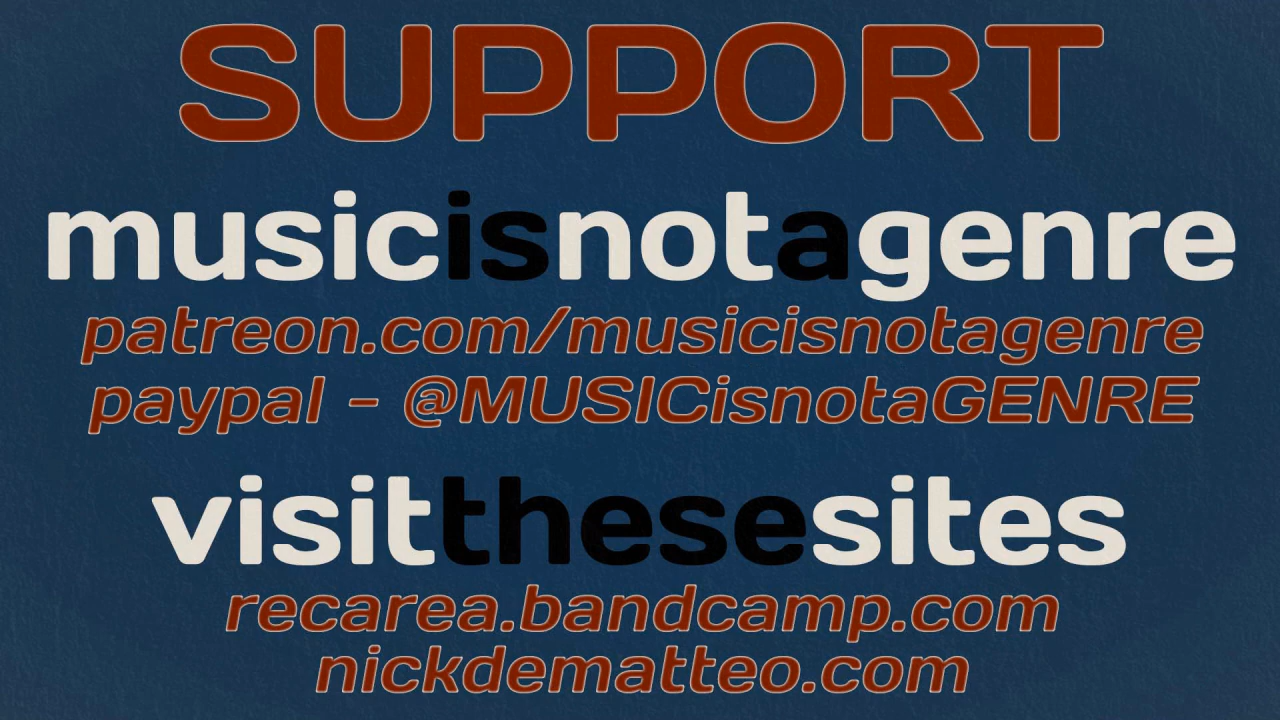 SUPPORT
musicisnotagenre
patreon.com/musicisnotagenre
paypal - @MUSICisnotaGENRE
visitthesesites
recarea.bandcamp.com
nickdematteo.com